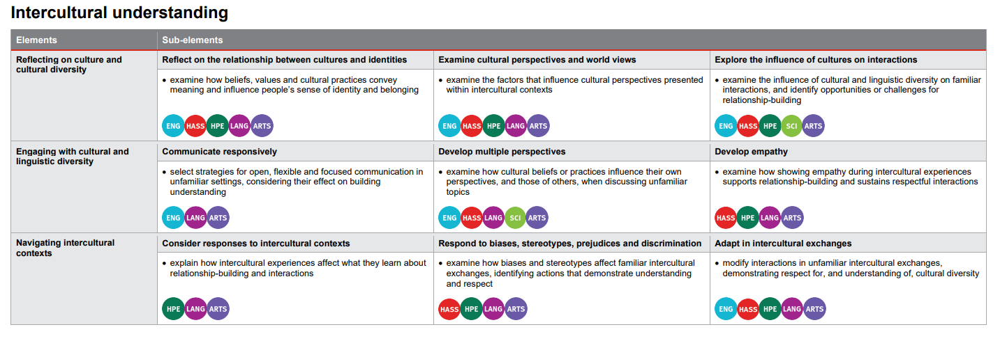 Intercultural understanding
Elements
Sub-elements
Reflecting on culture and
cultural diversity
Reflect on the relationship between cultures and identities
• examine how beliefs, values and cultural practices convey
meaning and influence people's sense of identity and belonging
ENG HASS HPE LANG ARTS
Examine cultural perspectives and world views
• examine the factors that influence cultural perspectives presented
within intercultural contexts
ENG HASS HPE LANG ARTS
Explore the influence of cultures on interactions
• examine the influence of cultural and linguistic diversity on familiar
interactions, and identify opportunities or challenges for
relationship-building
ENG HASS HPE SCI ARTS
Engaging with cultural and
linguistic diversity
Communicate responsively
• select strategies for open, flexible and focused communication in
unfamiliar settings, considering their effect on building
understanding
ENG LANG ARTS
Develop multiple perspectives
• examine how cultural beliefs or practices influence their own
perspectives, and those of others, when discussing unfamiliar
topics
ENG HASS LANG SCI ARTS
Develop empathy
• examine how showing empathy during intercultural experiences
supports relationship-building and sustains respectful interactions
HASS HPE LANG ARTS
Navigating intercultural
contexts
Consider responses to intercultural contexts
• explain how intercultural experiences affect what they learn about
relationship-building and interactions
HPE LANG ARTS
Respond to biases, stereotypes, prejudices and discrimination
• examine how biases and stereotypes affect familiar intercultural
exchanges, identifying actions that demonstrate understanding
and respect
HASS HPE LANG ARTS
Adapt in intercultural exchanges
• modify interactions in unfamiliar intercultural exchanges,
demonstrating respect for, and understanding of, cultural diversity
ENG HASS HPE LANG ARTS